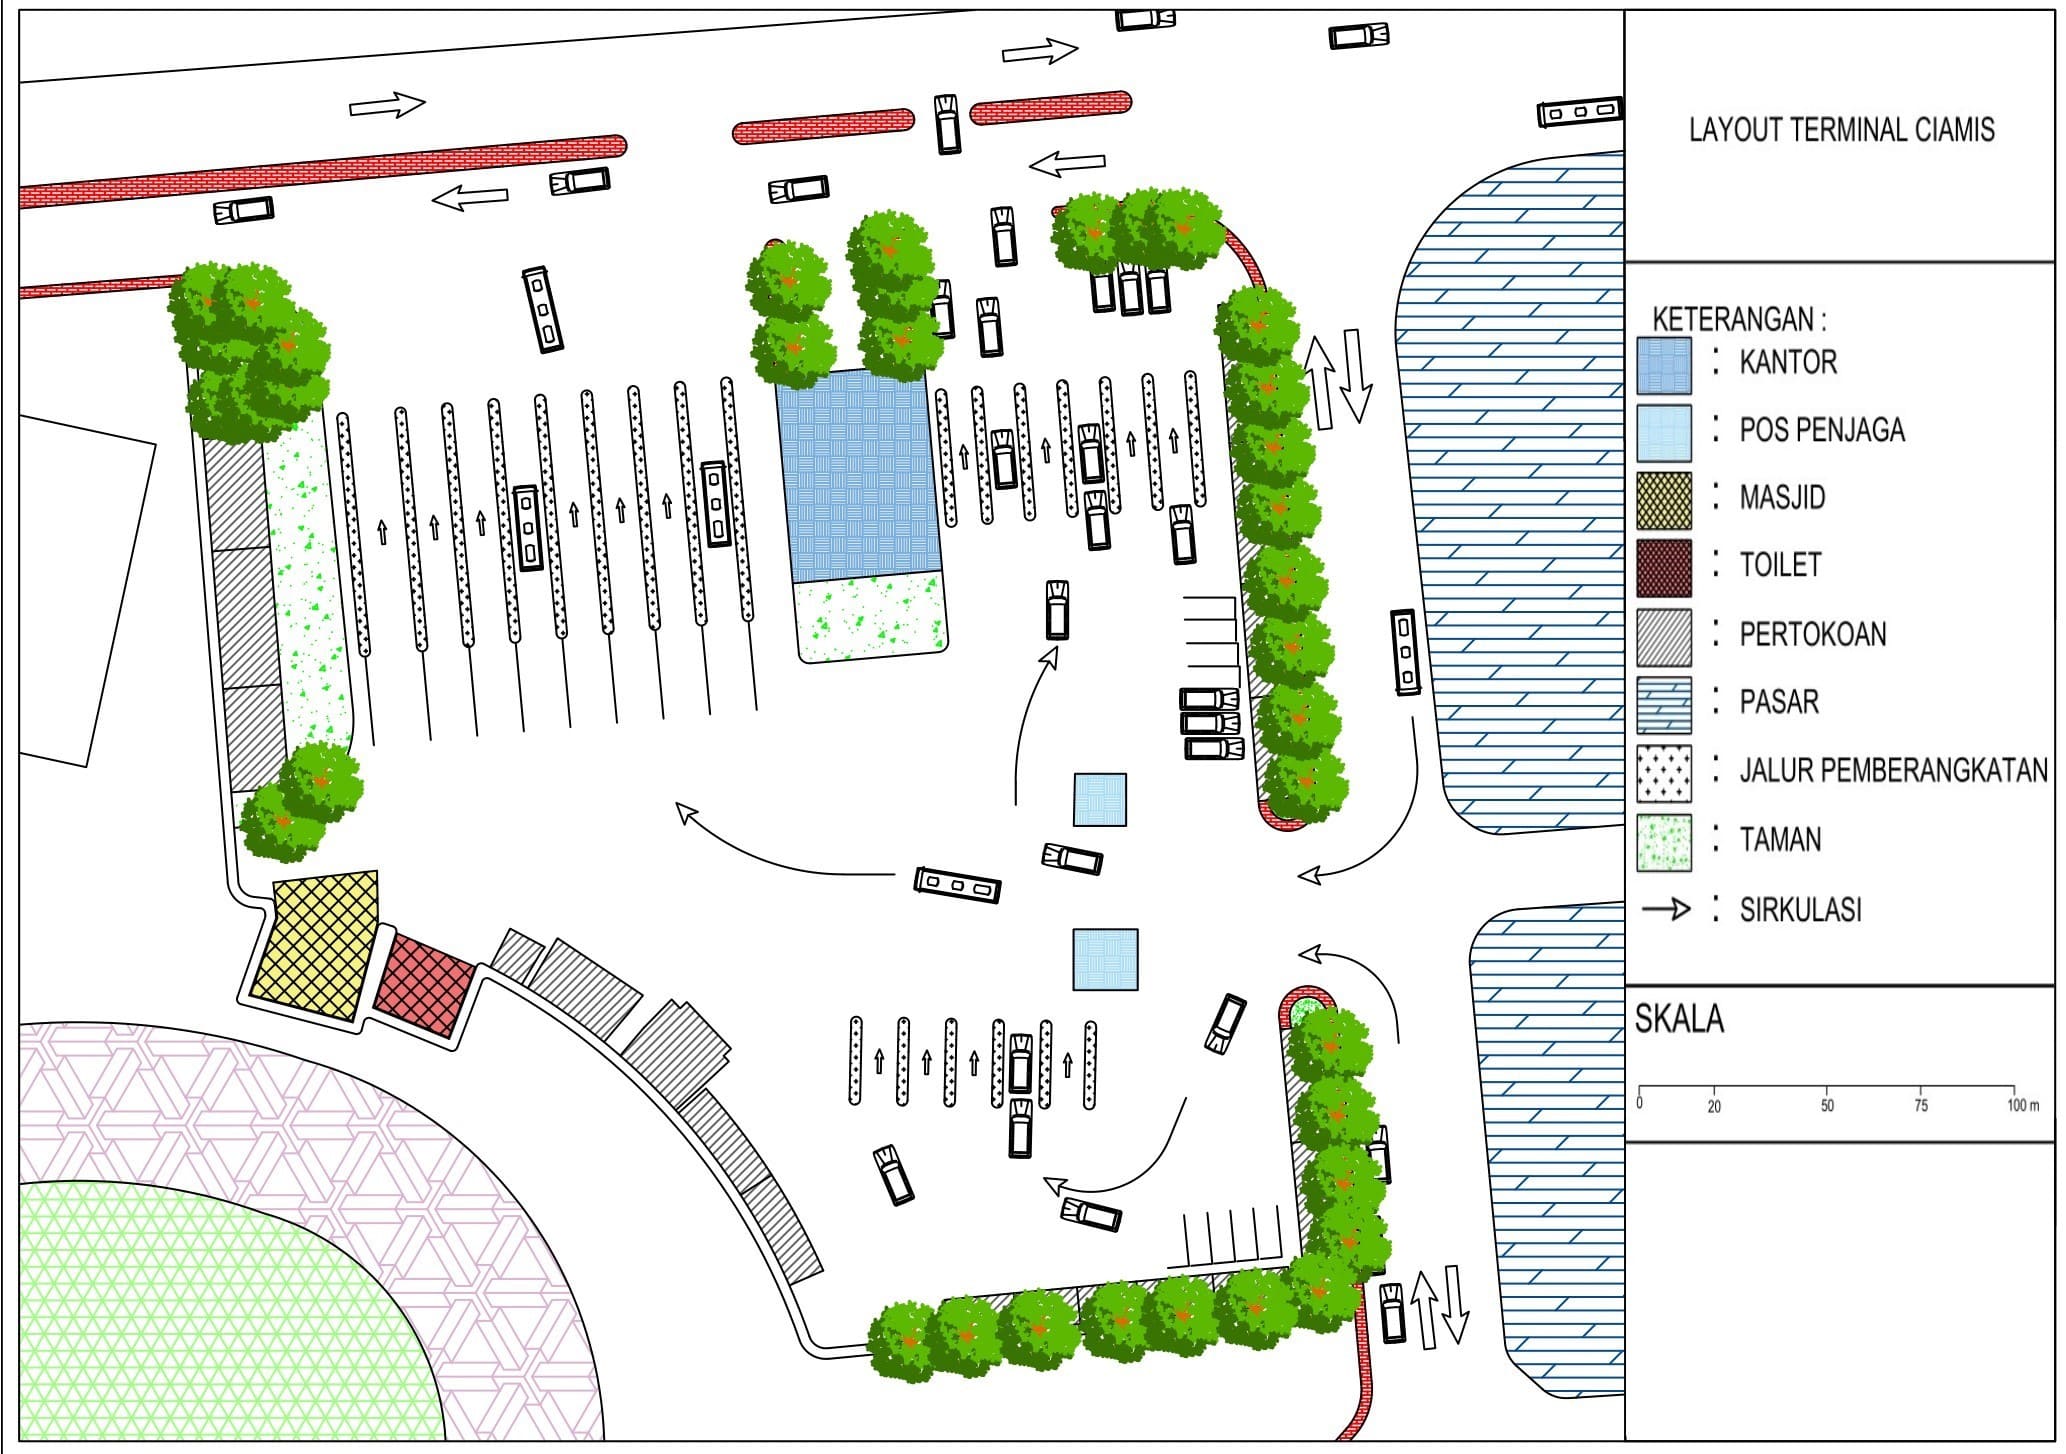 LAYOUT TERMINAL CIAMIS
KETERANGAN :
: KANTOR
: POS PENJAGA
: MASJID
: TOILET
: PERTOKOAN
: PASAR
: JALUR PEMBERANGKATAN
: TAMAN
: SIRKULASI
SKALA
0 20 50 75 100 m